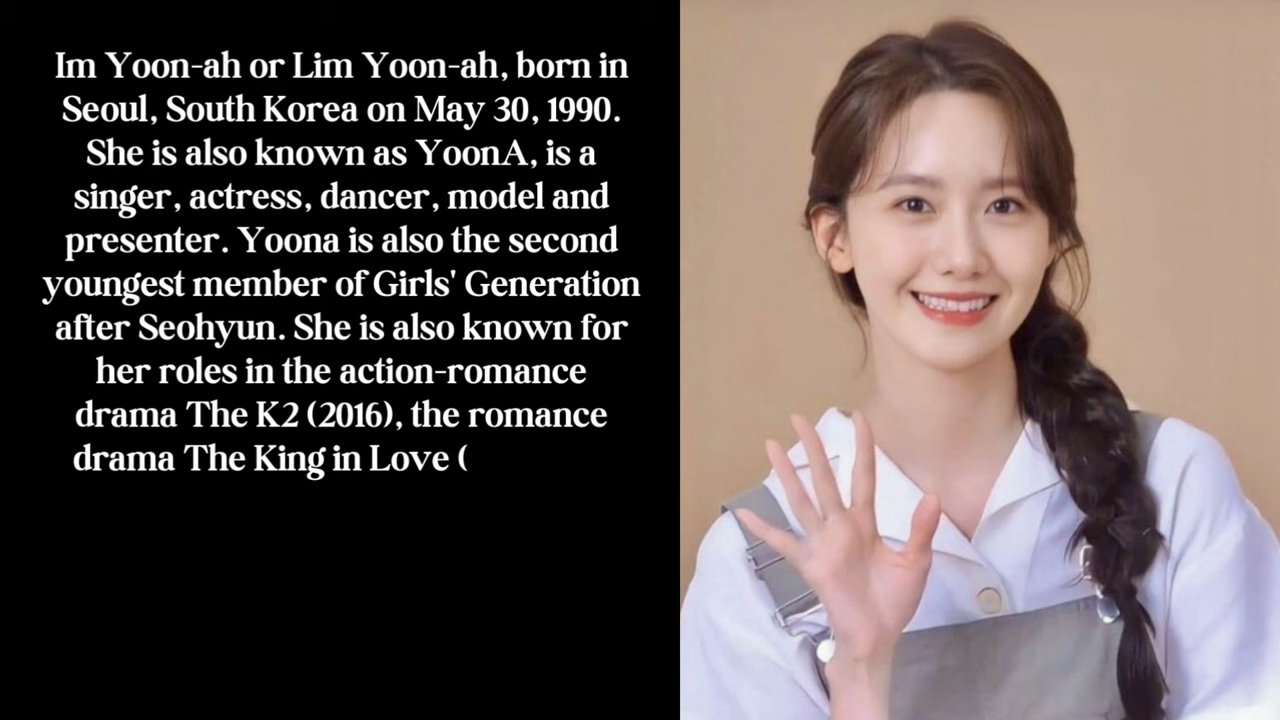 Im Yoon-ah or Lim Yoon-ah, born in
Seoul, South Korea on May 30, 1990.
She is also known as YoonA, is a
singer, actress, dancer, model and
presenter. Yoona is also the second
youngest member of Girls' Generation
after Seohyun. She is also known for
her roles in the action-romance
drama The K2 (2016), the romance
drama The King in Love (